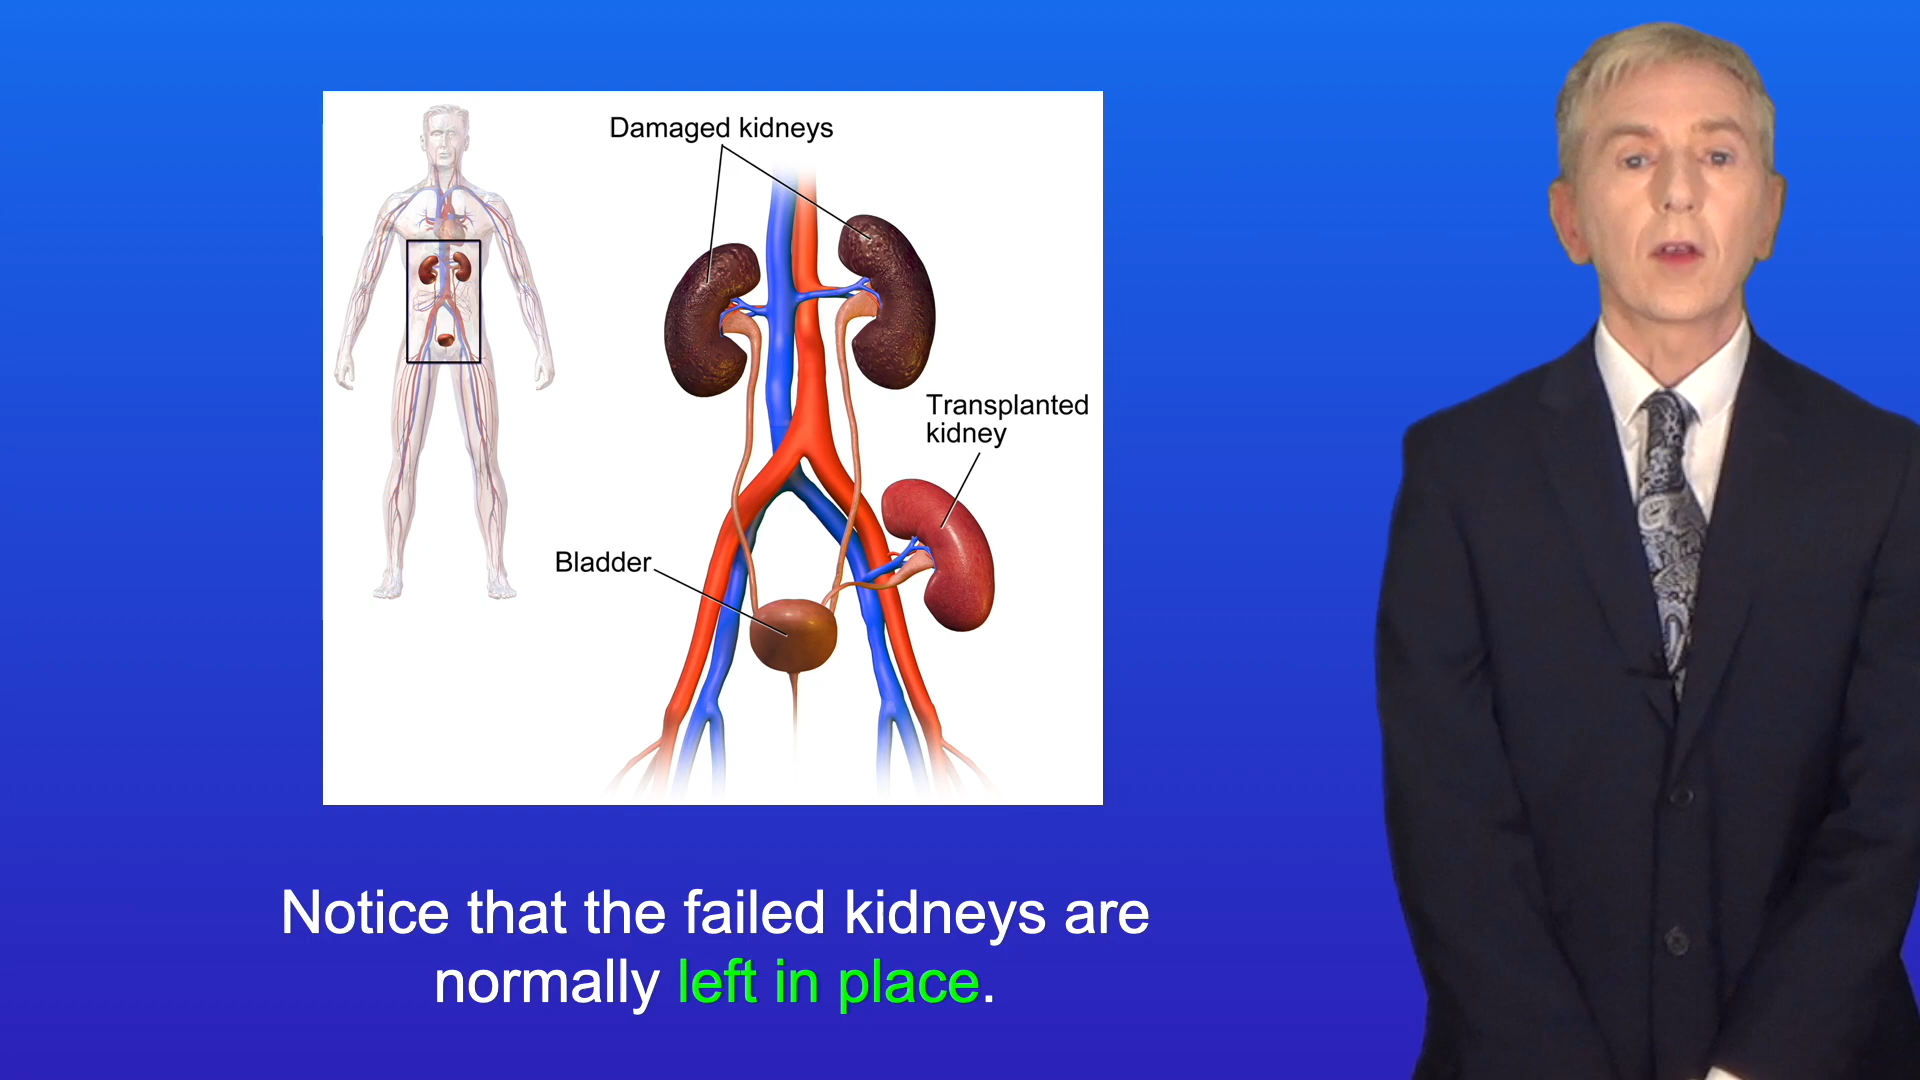 Damaged kidneys
Transplanted
kidney
Bladder
Notice that the failed kidneys are
normally left in place.